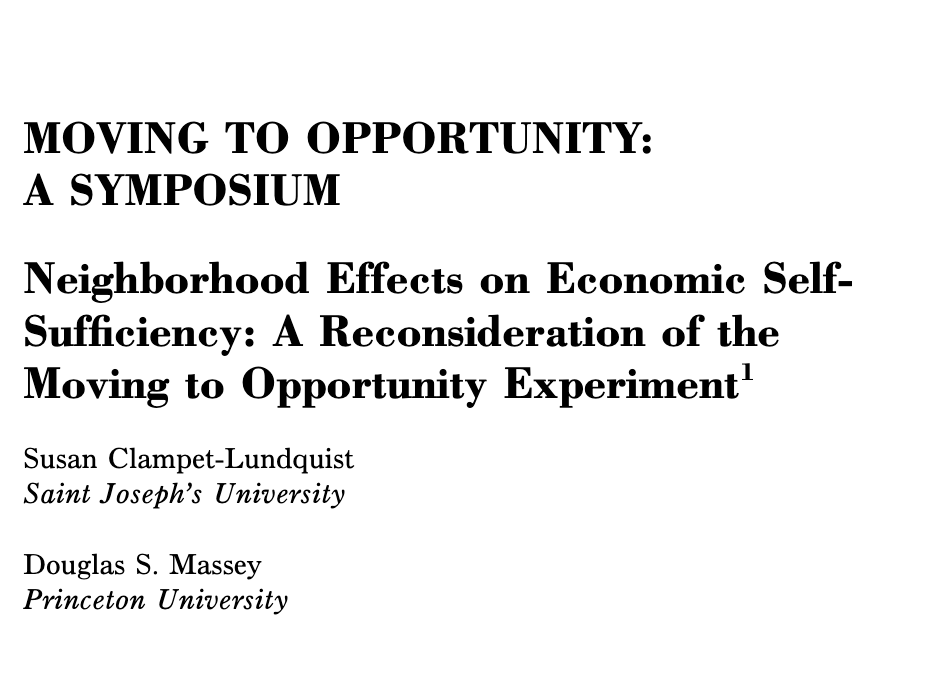 MOVING TO OPPORTUNITY:
A SYMPOSIUM
Neighborhood Effects on Economic Self-
Sufficiency: A Reconsideration of the
Moving to Opportunity Experiment¹
Susan Clampet-Lundquist
Saint Joseph's University
Douglas S. Massey
Princeton University